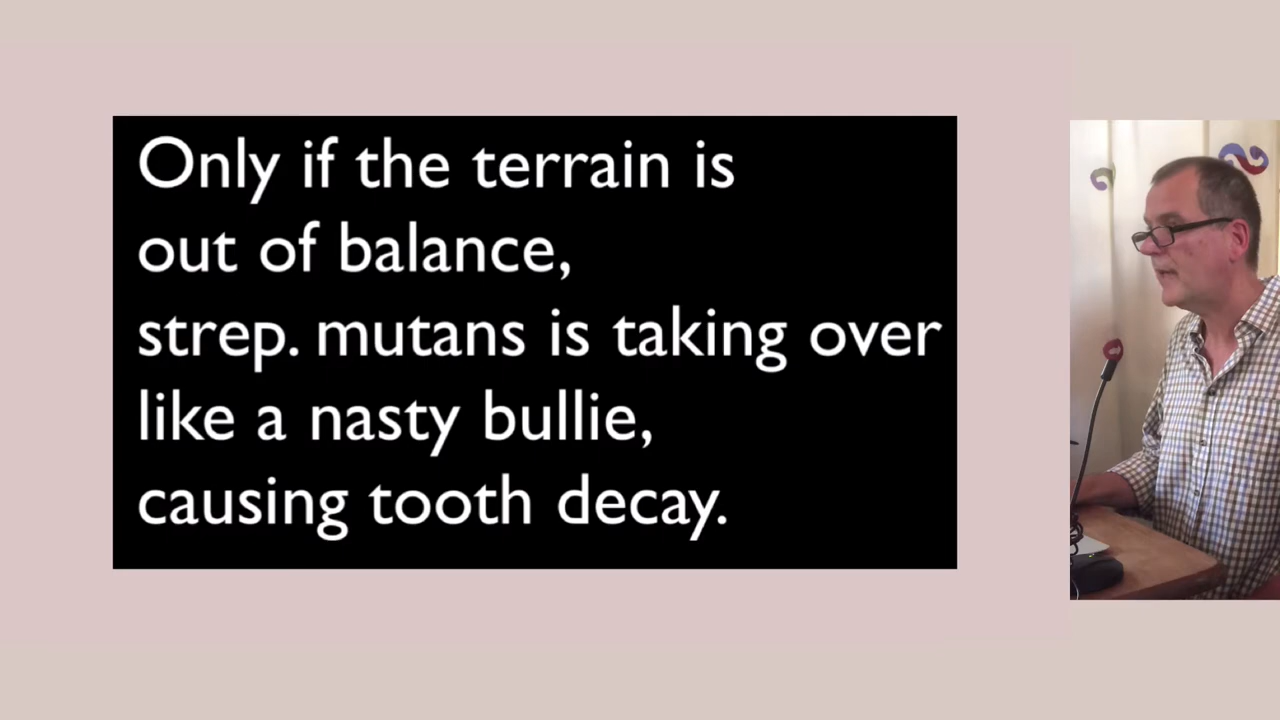 Only if the terrain is
out of balance,
strep. mutans is taking over
like a nasty bullie,
causing tooth decay.